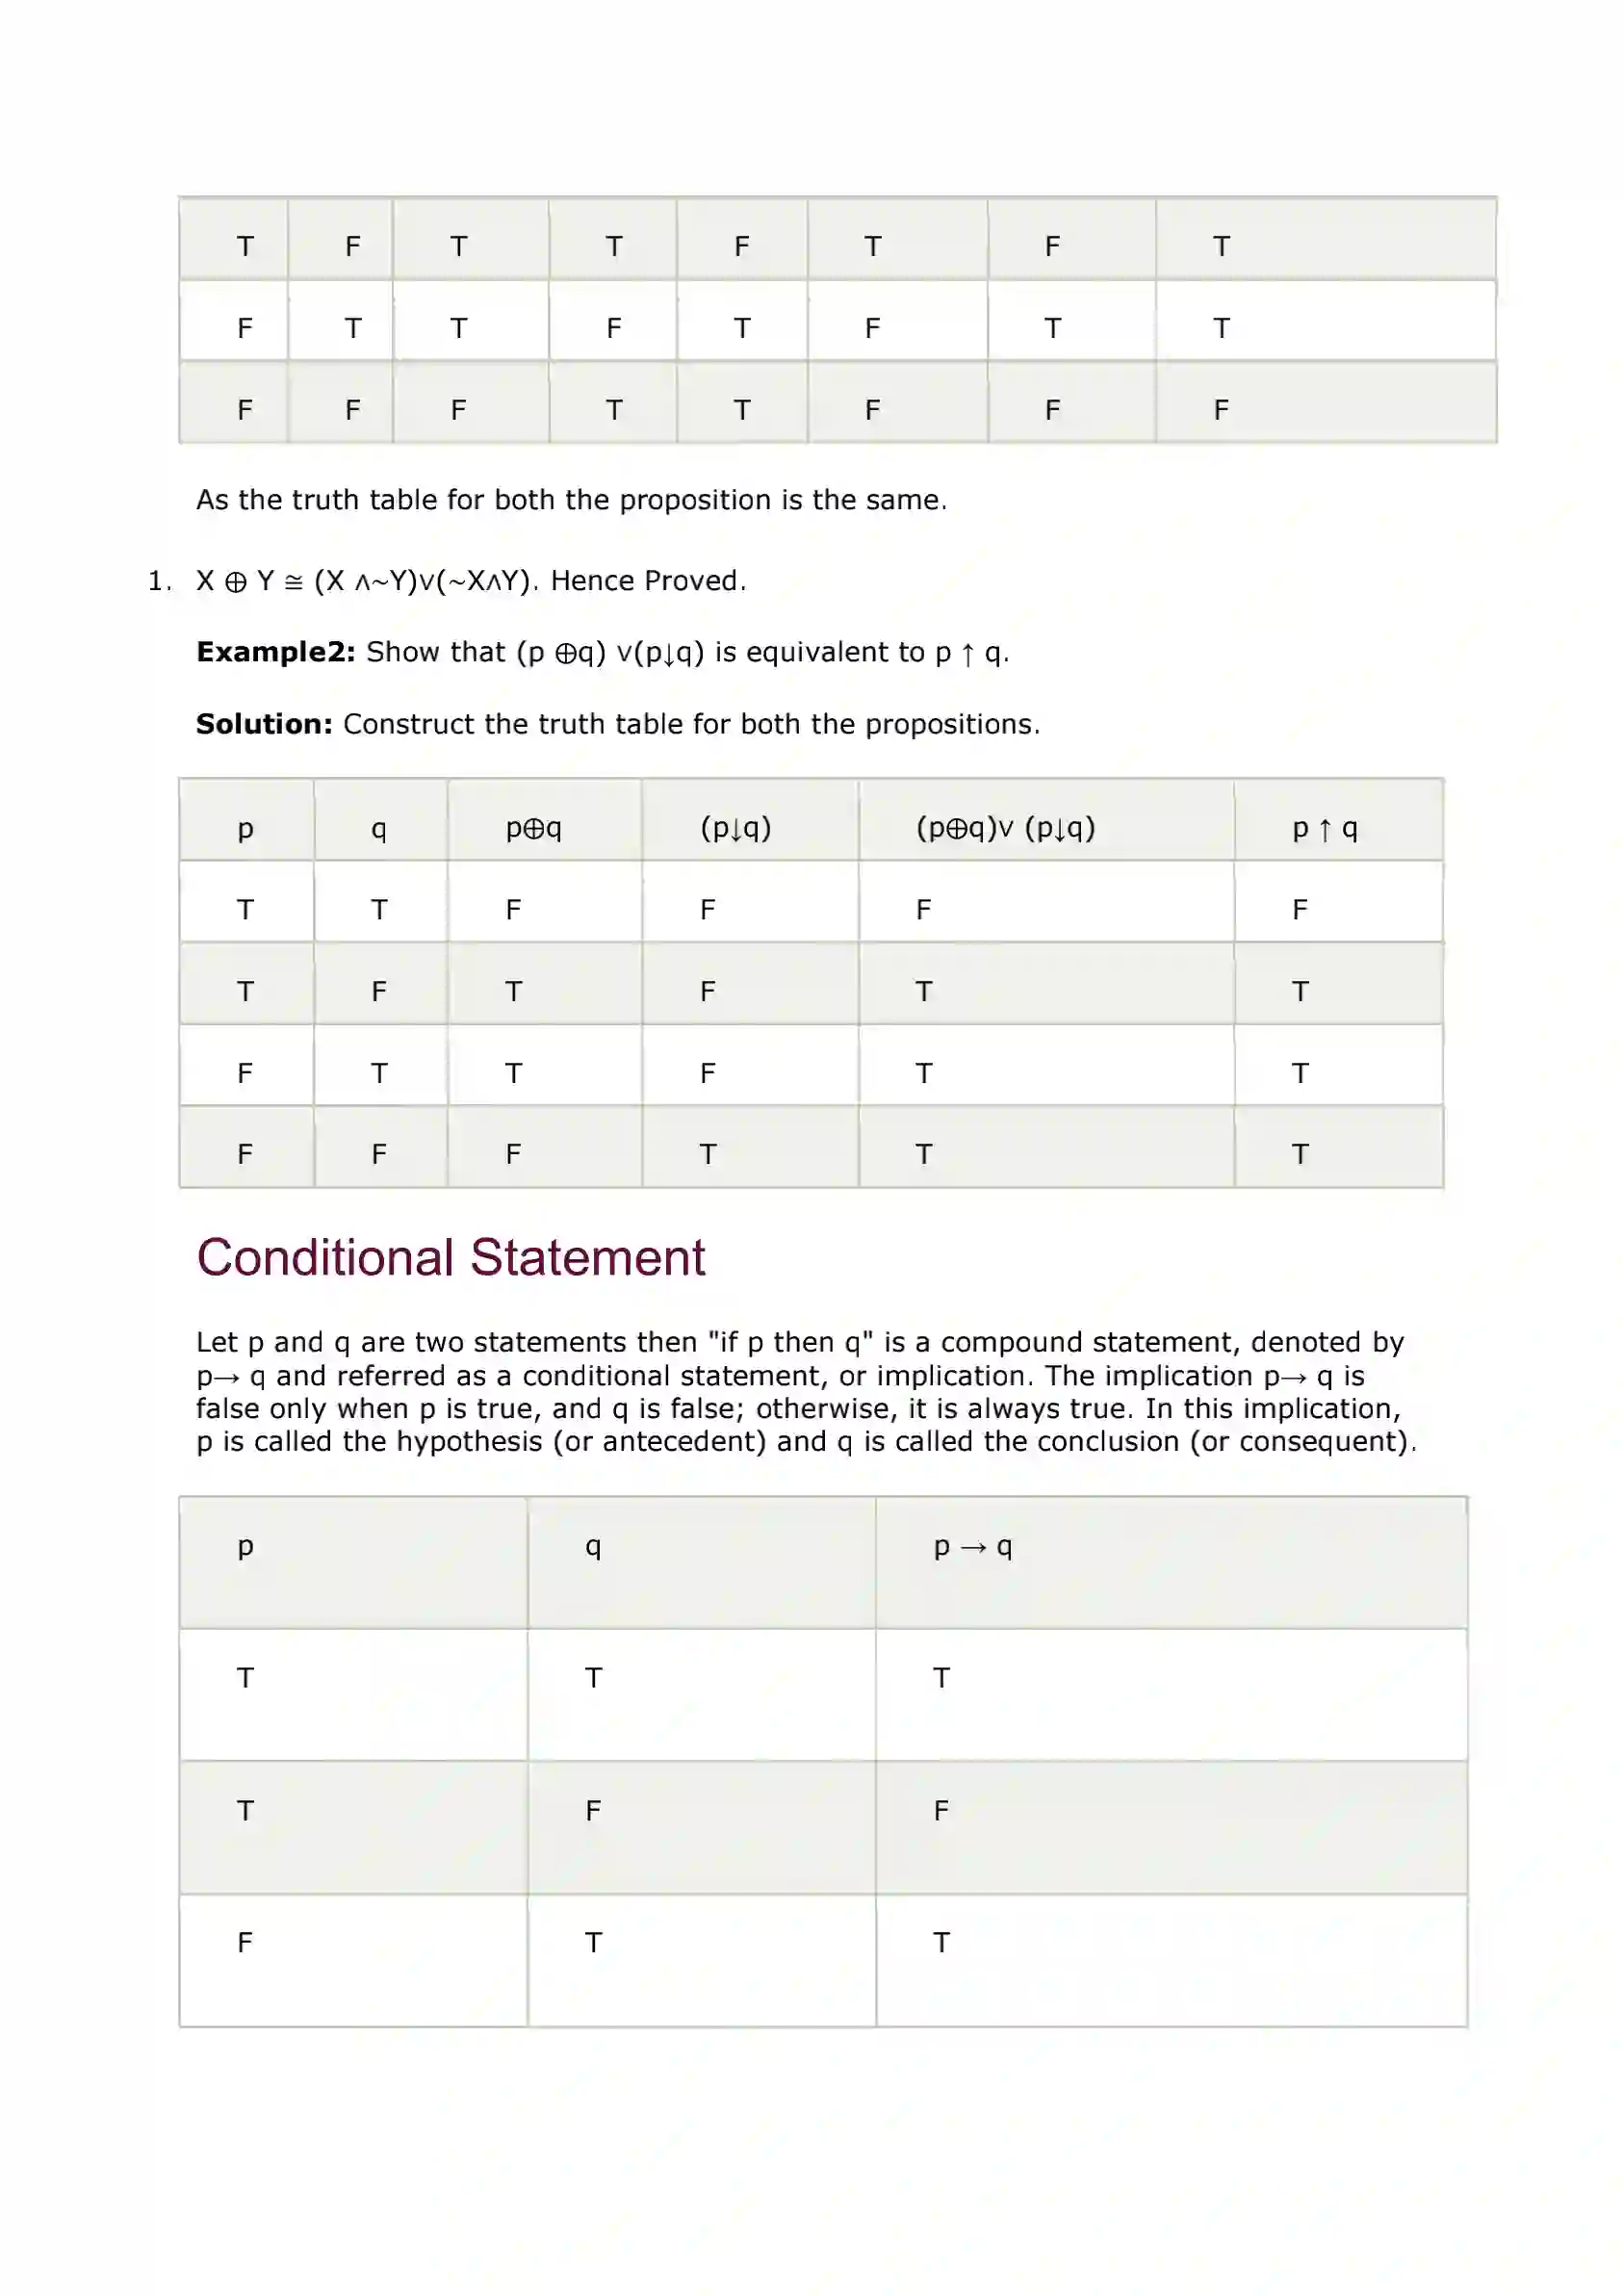 T F T T F T F T
F T T F T F T T
F F F T T F F F
As the truth table for both the proposition is the same.
1. X ⊕ Y ≅ (X ∧~Y)∨(~X∧Y). Hence Proved.
Example2: Show that (p ⊕q) ∨(p↓q) is equivalent to p ↑ q.
Solution: Construct the truth table for both the propositions.
p q p⊕q (p↓q) (p⊕q)∨ (p↓q) p ↑ q
T T F F F F
T F T F T T
F T T F T T
F F F T T T
Conditional Statement
Let p and q are two statements then "if p then q" is a compound statement, denoted by
p→ q and referred as a conditional statement, or implication. The implication p→ q is
false only when p is true, and q is false; otherwise, it is always true. In this implication,
p is called the hypothesis (or antecedent) and q is called the conclusion (or consequent).
p q p → q
T T T
T F F
F T T